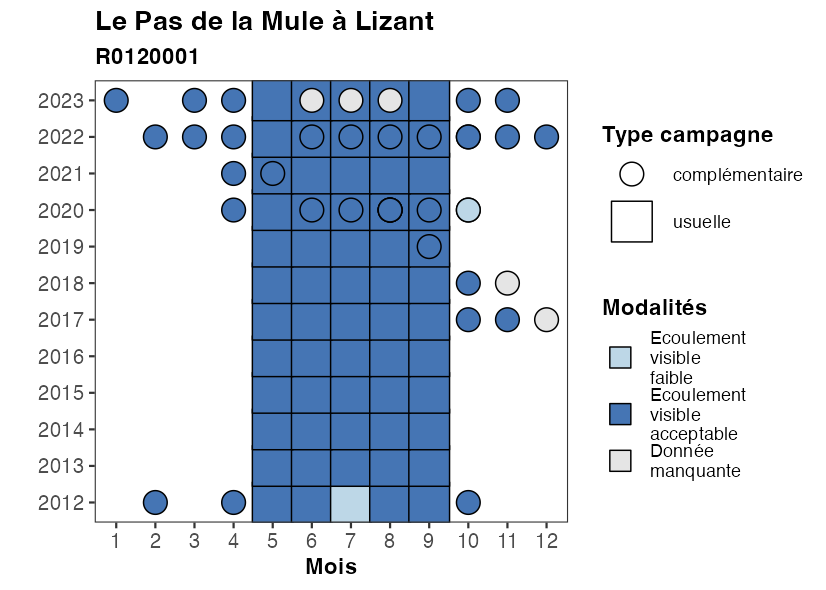 Le Pas de la Mule à Lizant
R0120001
2023
2022
2021
2020
2019
2018
2017
2016
2015
2014
2013
2012
1 2 3 4 5 6 7 8 9 10 11 12
Mois
Type campagne
complémentaire
usuelle
Modalités
Ecoulement
visible
faible
Ecoulement
visible
acceptable
Donnée
manquante